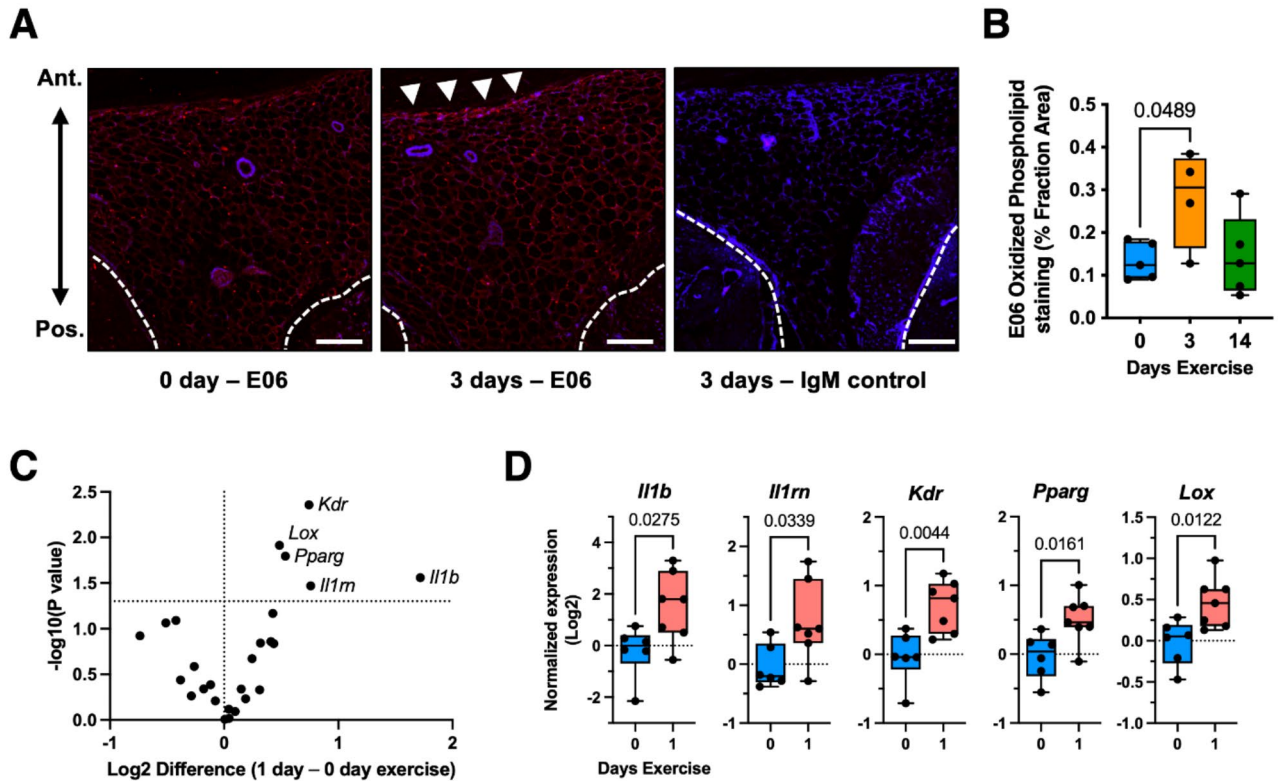 A
Ant.
Pos.
0 day – E06
3 days – E06
3 days – IgM control
B
E06 Oxidized Phospholipid
staining (% Fraction Area)
0.5
0.4
0.3
0.2
0.1
0.0
0.0489
0
3
14
Days Exercise
C
-log10(P value)
2.5
2.0
1.5
1.0
0.5
0.0
Kdr
Lox
Pparg
Il1rn
Il1b
-1
0
1
2
Log2 Difference (1 day – 0 day exercise)
D
Normalized expression
(Log2)
Il1b
0.0275
4
2
0
-2
0
1
Days Exercise
Il1rn
0.0339
2
1
0
-1
0
1
Kdr
0.0044
2
1
0
-1
0
1
Pparg
0.0161
2
1
0
-1
0
1
Lox
0.0122
1.5
1.0
0.5
0.0
-0.5
-1.0
0
1